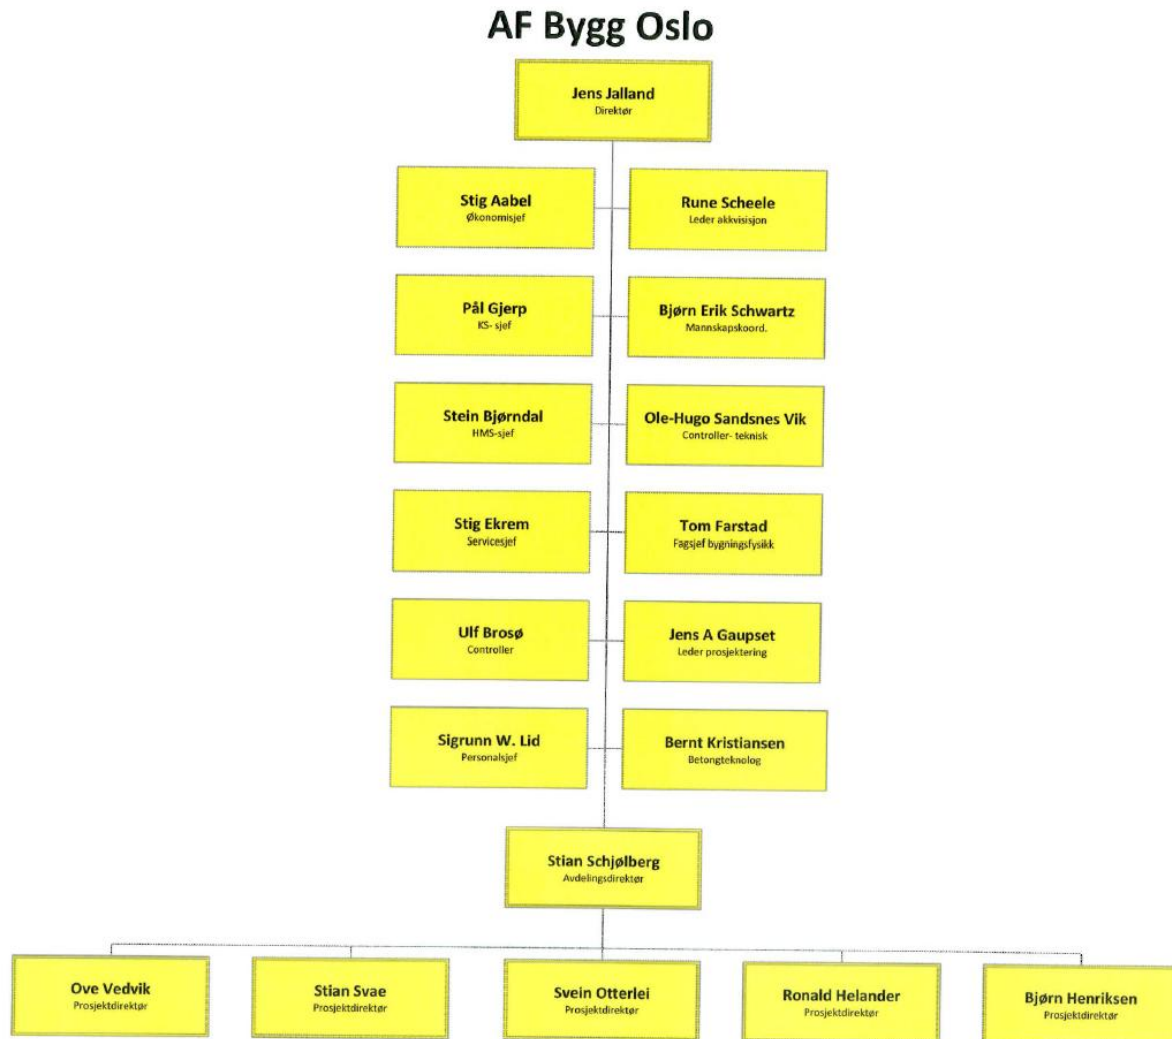 AF Bygg Oslo
Jens Jalland
Direktør
Stig Aabel
Økonomisjef
Rune Scheele
Leder akkvisisjon
Pål Gjerp
KS- sjef
Bjørn Erik Schwartz
Mannskapskoord.
Stein Bjørndal
HMS-sjef
Ole-Hugo Sandsnes Vik
Controller- teknisk
Stig Ekrem
Servicesjef
Tom Farstad
Fagsjef bygningsfysikk
Ulf Brosø
Controller
Jens A Gaupset
Leder prosjektering
Sigrunn W. Lid
Personalsjef
Bernt Kristiansen
Betongteknolog
Stian Schjølberg
Avdelingsdirektør
Ove Vedvik
Prosjektdirektør
Stian Svae
Prosjektdirektør
Svein Otterlei
Prosjektdirektør
Ronald Helander
Prosjektdirektør
Bjørn Henriksen
Prosjektdirektør